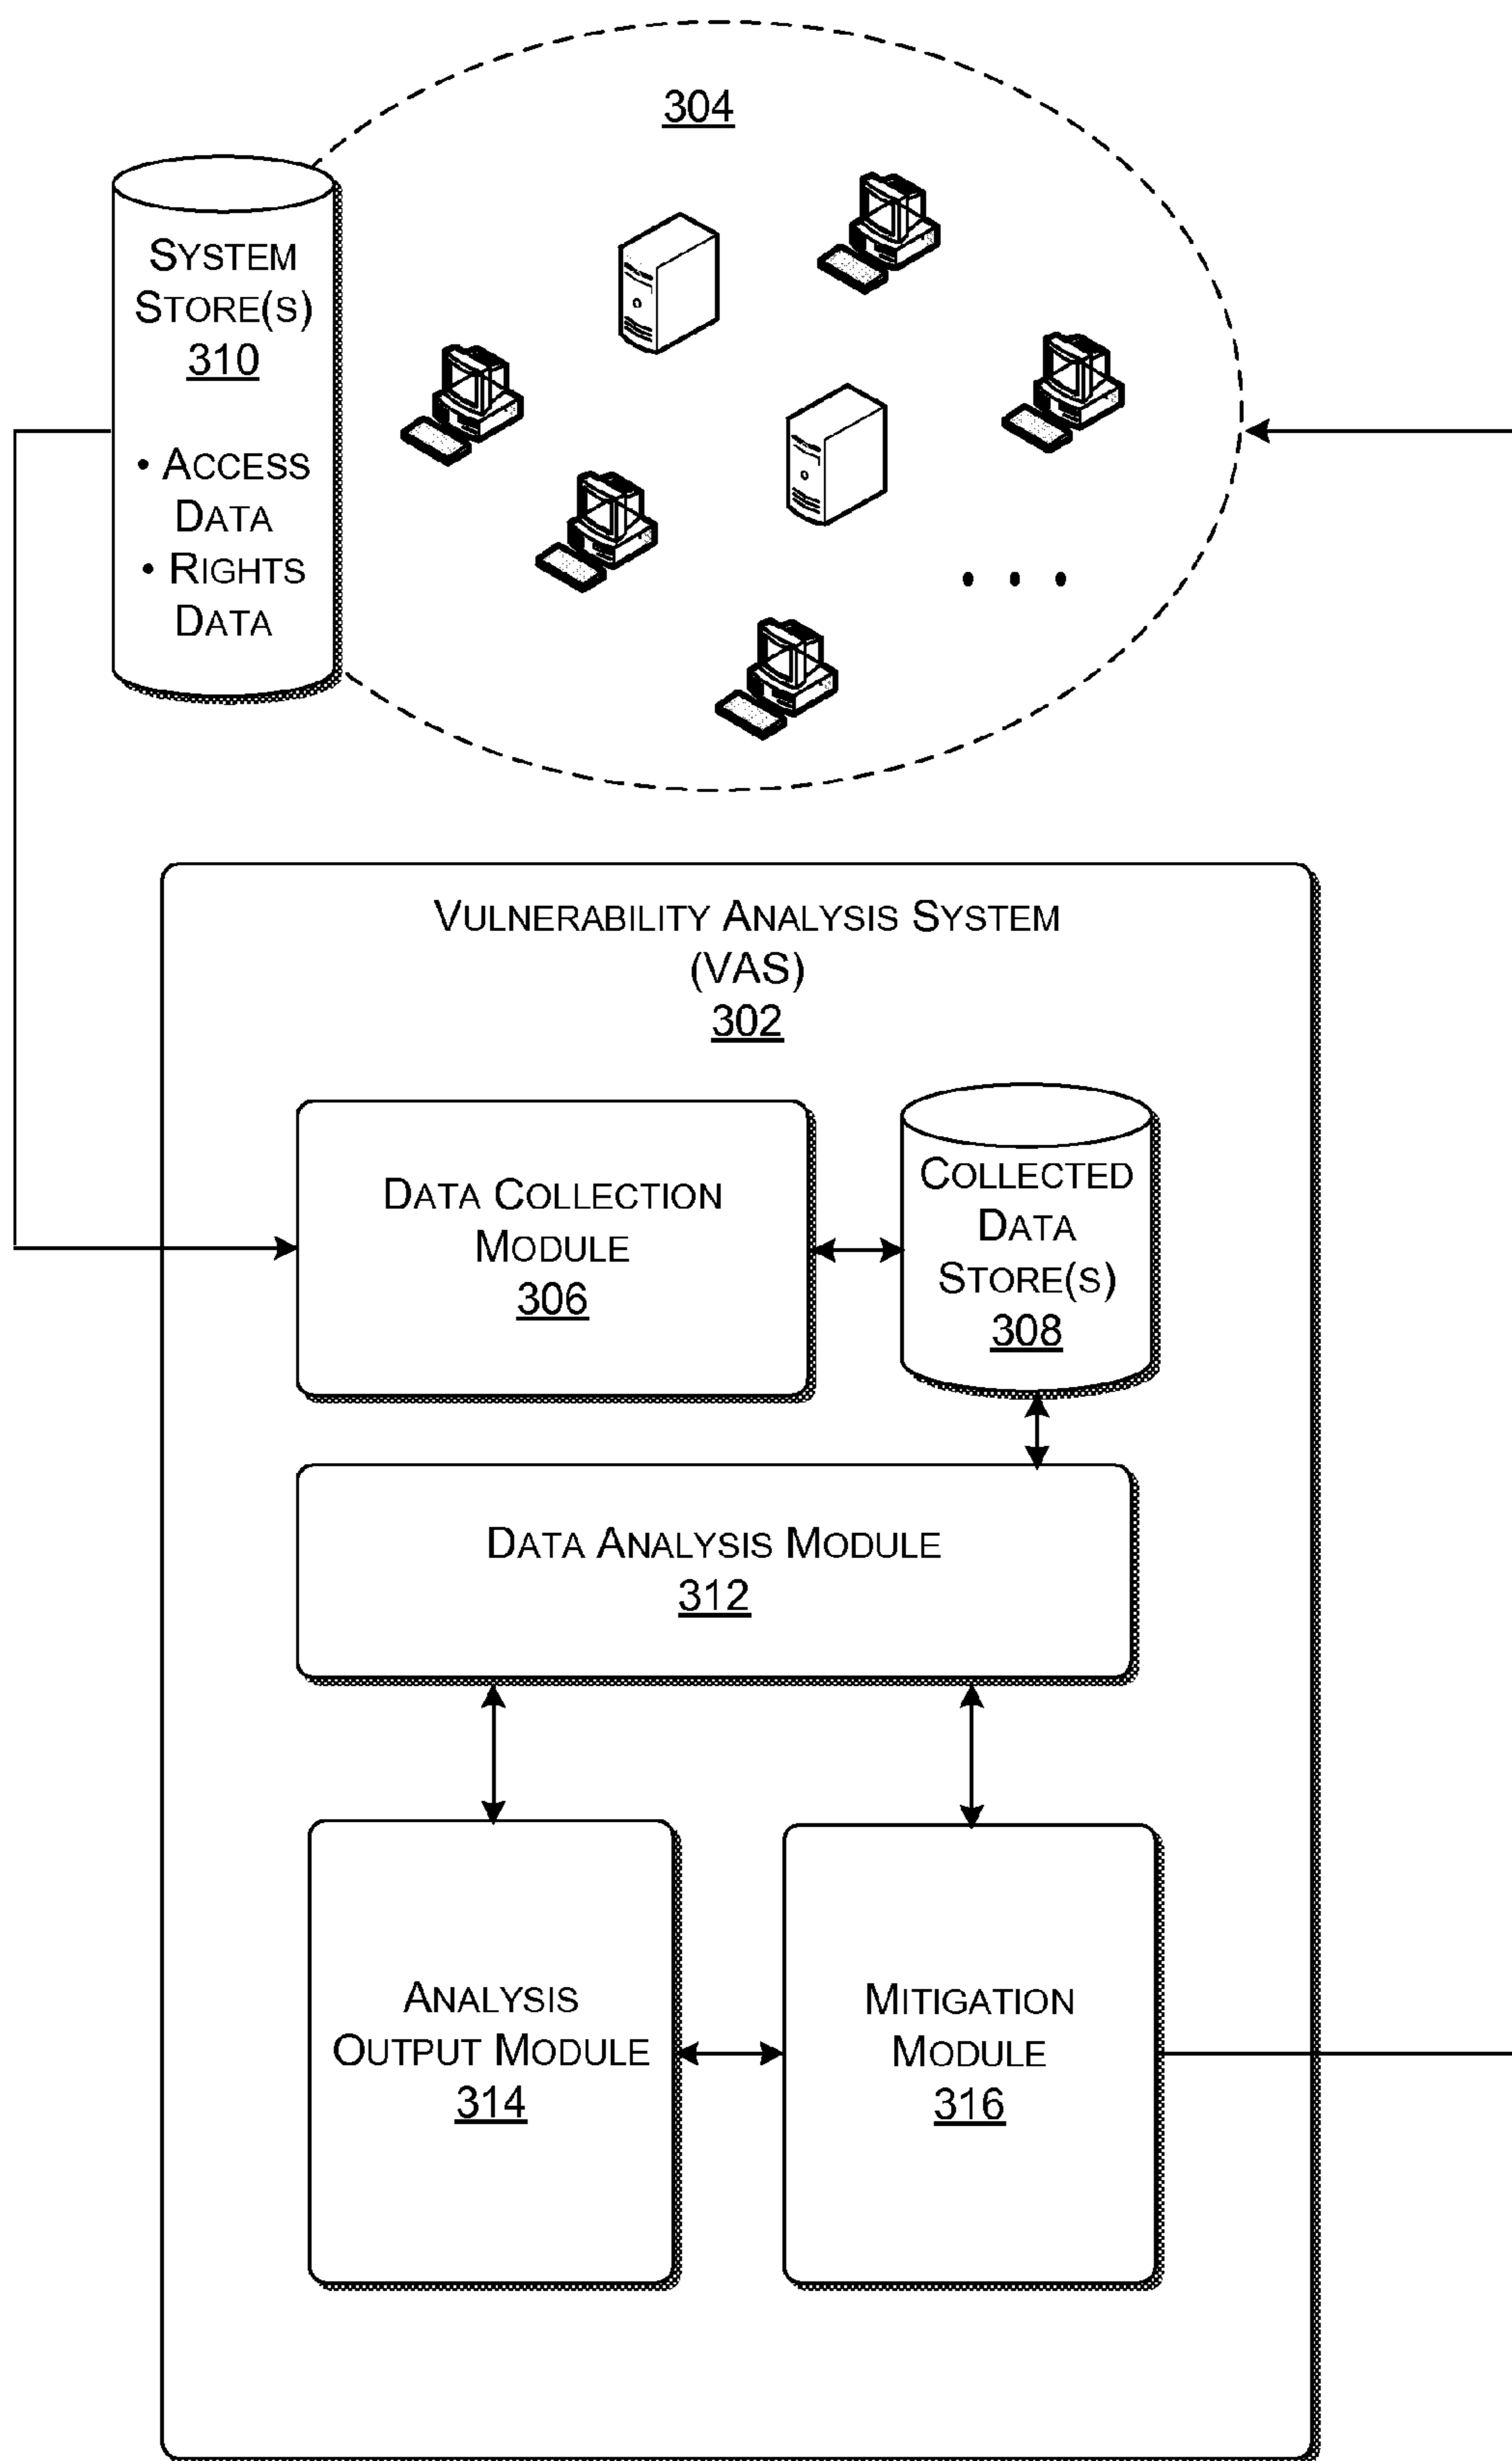 304
SYSTEM
STORE(S)
310
• ACCESS
DATA
• RIGHTS
DATA
. . .
VULNERABILITY ANALYSIS SYSTEM
(VAS)
302
DATA COLLECTION
MODULE
306
COLLECTED
DATA
STORE(S)
308
DATA ANALYSIS MODULE
312
ANALYSIS
OUTPUT MODULE
314
MITIGATION
MODULE
316